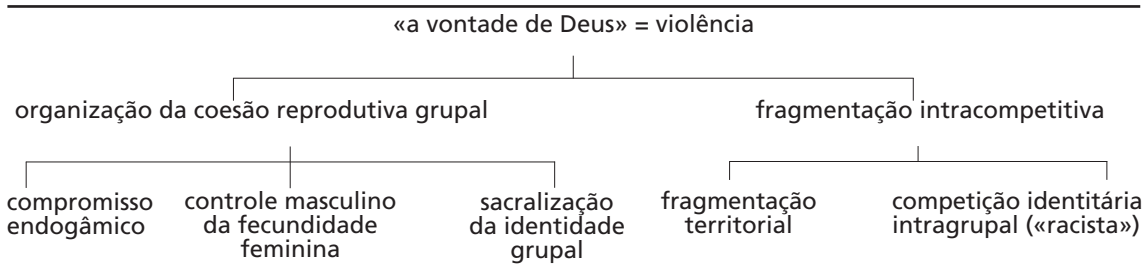 «a vontade de Deus» = violência
organização da coesão reprodutiva grupal
fragmentação intracompetitiva
compromisso
endogâmico
controle masculino
da fecundidade
feminina
sacralização
da identidade
grupal
fragmentação
territorial
competição identitária
intragrupal («racista»)